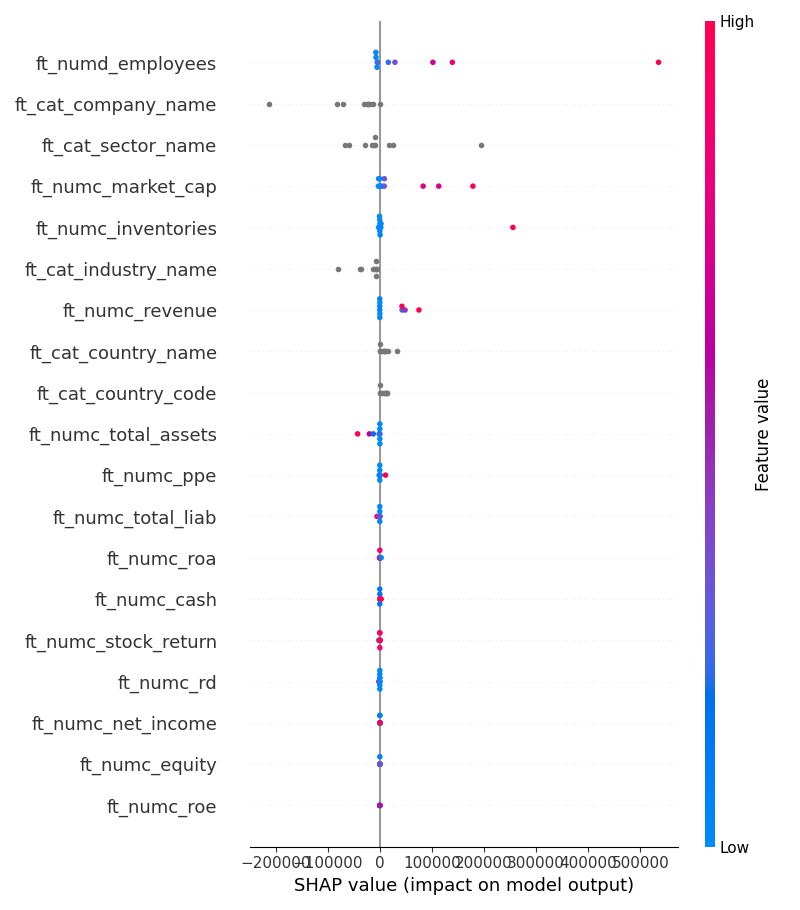 High
ft_numd_employees
ft_cat_company_name
ft_cat_sector_name
ft_numc_market_cap
ft_numc_inventories
ft_cat_industry_name
ft_numc_revenue
ft_cat_country_name
ft_cat_country_code
ft_numc_total_assets
ft_numc_ppe
ft_numc_total_liab
ft_numc_roa
ft_numc_cash
ft_numc_stock_return
ft_numc_rd
ft_numc_net_income
ft_numc_equity
ft_numc_roe
Feature value
Low
−200000 −100000 0 100000 200000 300000 400000 500000
SHAP value (impact on model output)